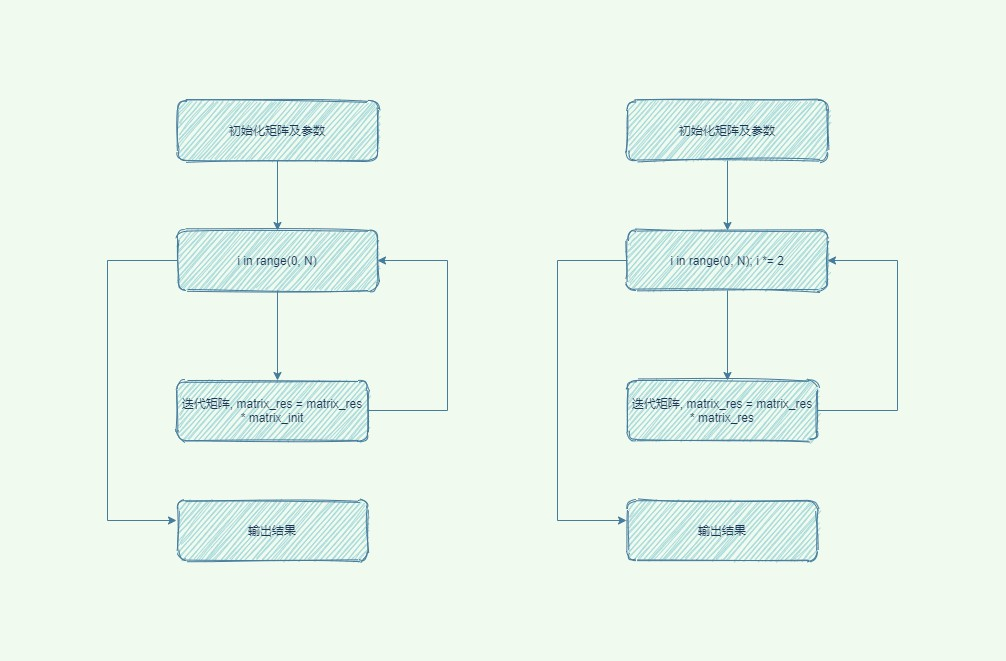 初始化矩阵及参数
i in range(0, N)
迭代矩阵, matrix_res = matrix_res
* matrix_init
输出结果
初始化矩阵及参数
i in range(0, N); i *= 2
迭代矩阵, matrix_res = matrix_res
* matrix_res
输出结果